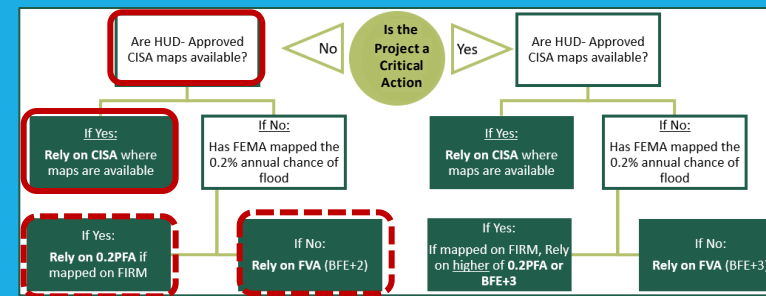 Is the
Project a
Critical
Action
No
Yes
Are HUD- Approved
CISA maps available?
If Yes:
Rely on CISA where
maps are available
If No:
Has FEMA mapped the
0.2% annual chance of
flood
If Yes:
Rely on 0.2PFA if
mapped on FIRM
If No:
Rely on FVA (BFE+2)
Are HUD- Approved
CISA maps available?
If Yes:
Rely on CISA where
maps are available
If No:
Has FEMA mapped the
0.2% annual chance of
flood
If Yes:
If mapped on FIRM, Rely
on higher of 0.2PFA or
BFE+3
If No:
Rely on FVA (BFE+3)